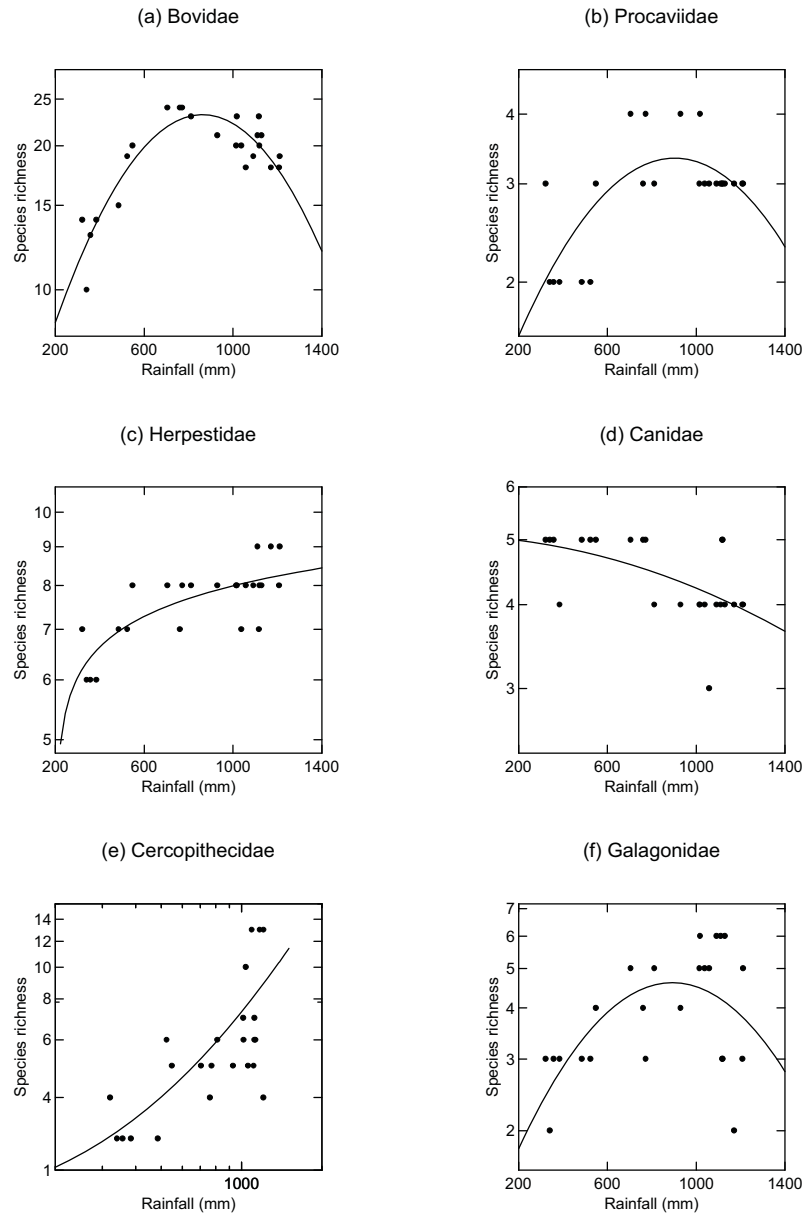 (a) Bovidae
Species richness
25
20
15
10
200 600 1000 1400
Rainfall (mm)
(b) Procaviidae
Species richness
4
3
2
200 600 1000 1400
Rainfall (mm)
(c) Herpestidae
Species richness
10
9
8
7
6
5
200 600 1000 1400
Rainfall (mm)
(d) Canidae
Species richness
6
5
4
3
200 600 1000 1400
Rainfall (mm)
(e) Cercopithecidae
Species richness
14
12
10
8
6
4
1
1000
Rainfall (mm)
(f) Galagonidae
Species richness
7
6
5
4
3
2
200 600 1000 1400
Rainfall (mm)